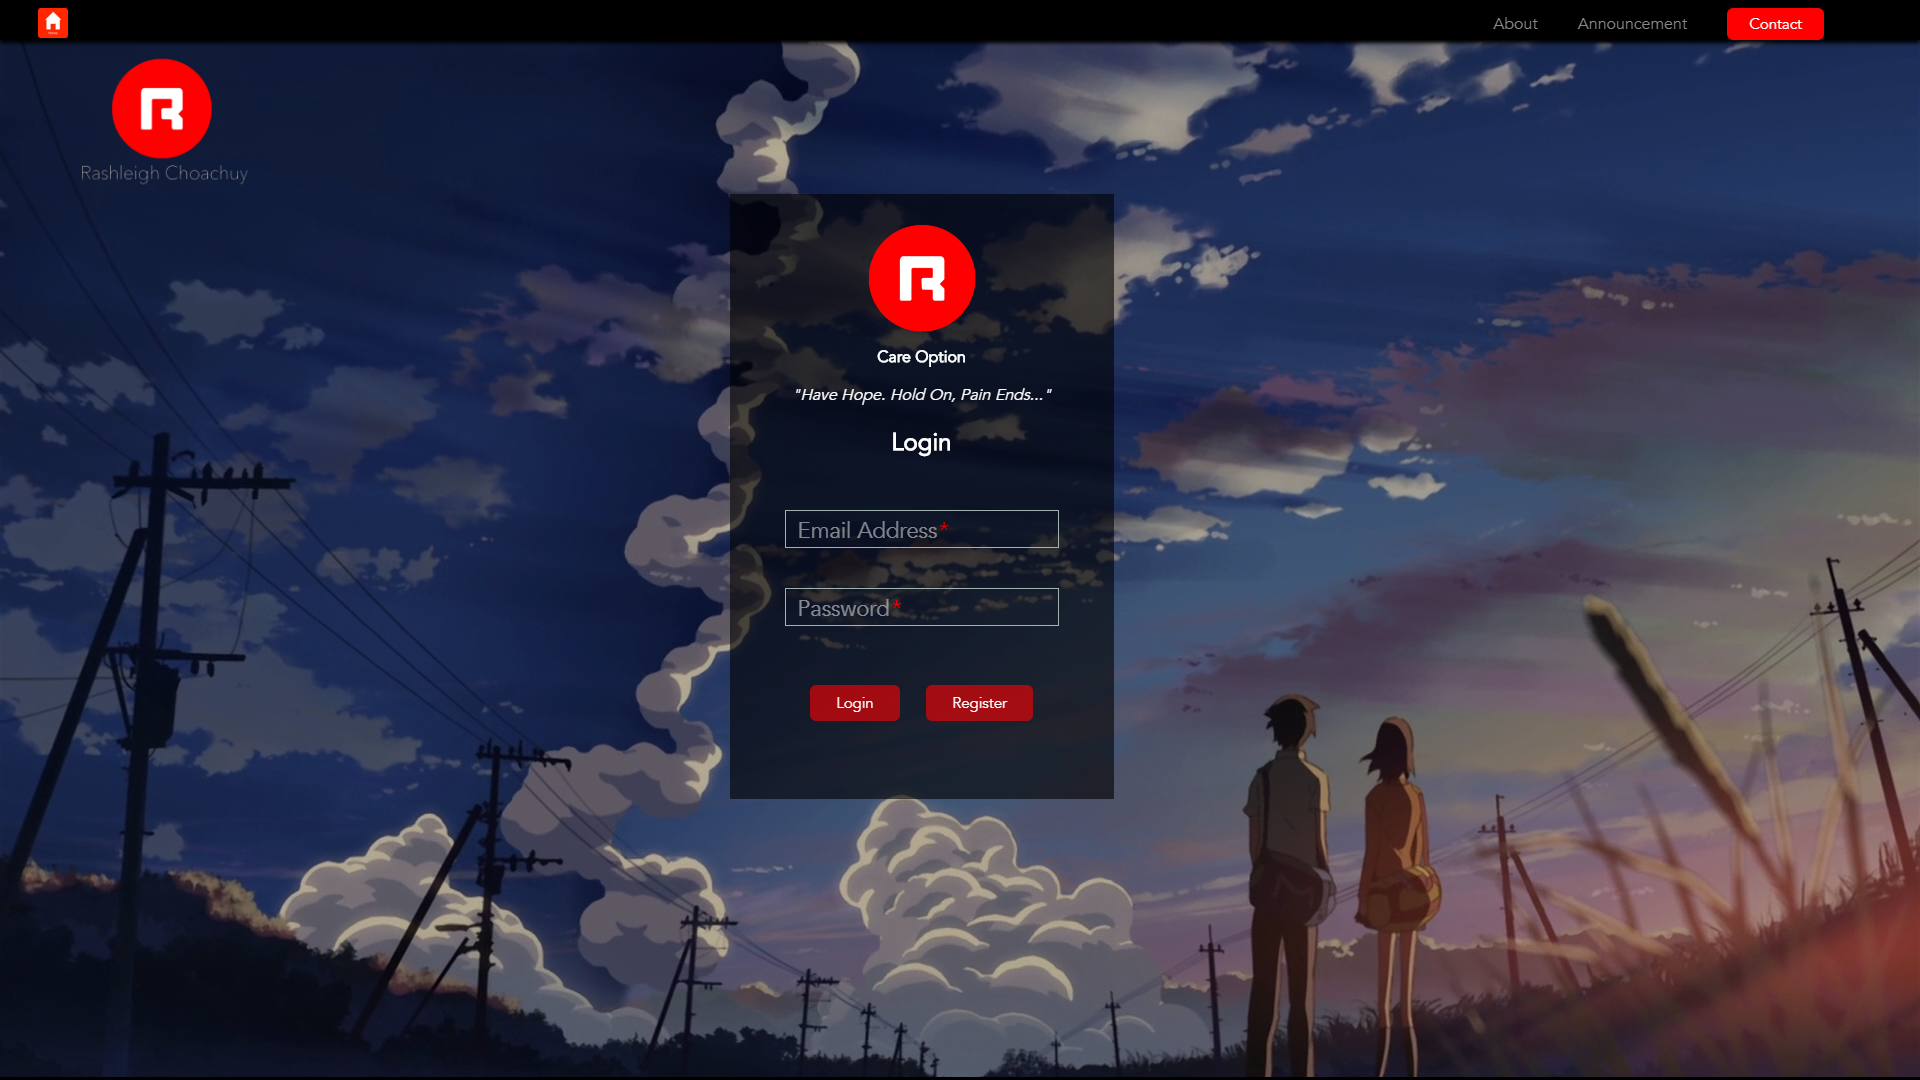 About
Announcement
Contact
R
Rashleigh Choachuy
R
Care Option
"Have Hope. Hold On, Pain Ends..."
Login
Email Address*
Password*
Login
Register